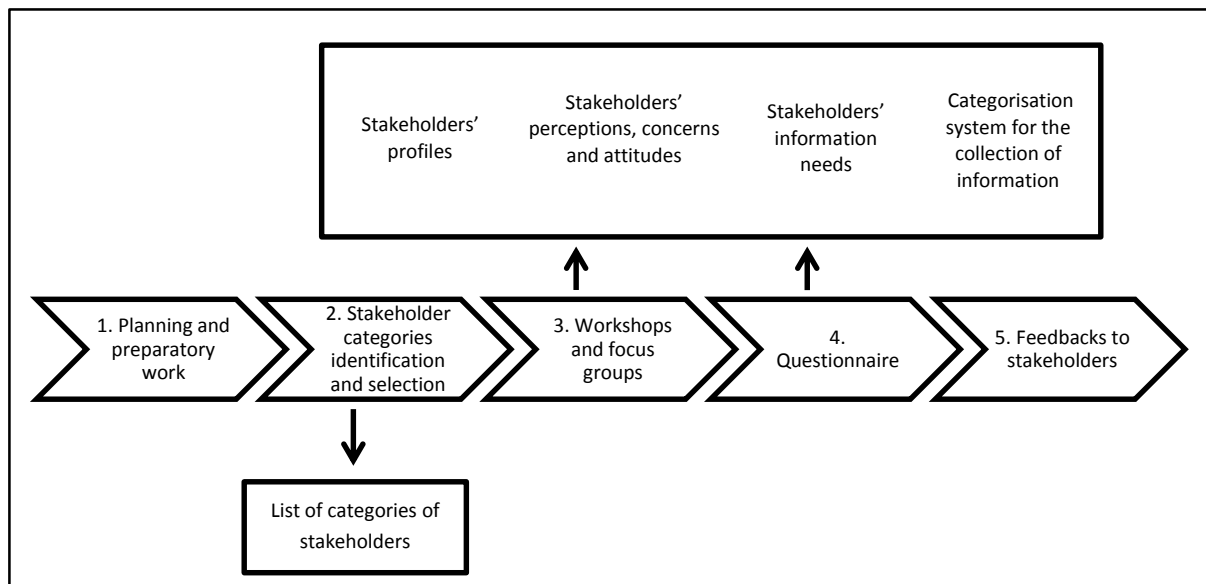 Stakeholders’
profiles
Stakeholders’
perceptions, concerns
and attitudes
Stakeholders’
information
needs
Categorisation
system for the
collection of
information
1. Planning and
preparatory
work
2. Stakeholder
categories
identification
and selection
3. Workshops
and focus
groups
4.
Questionnaire
5. Feedbacks to
stakeholders
List of categories of
stakeholders